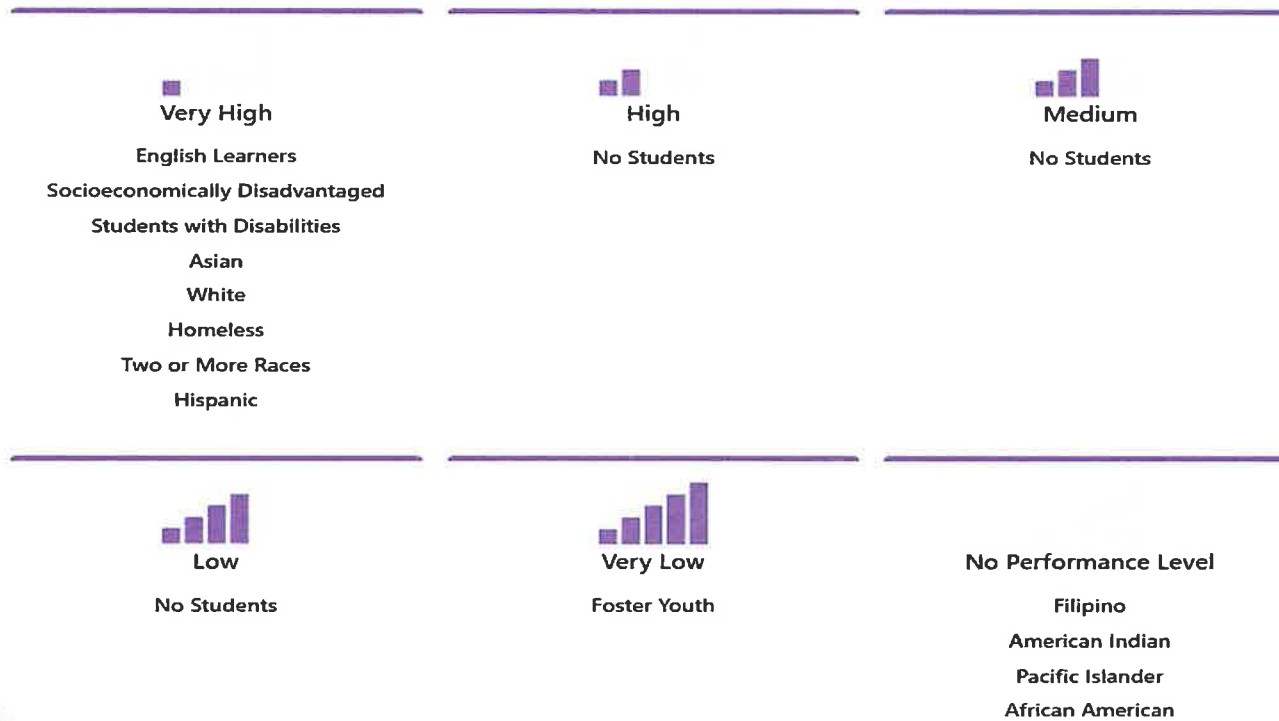 Very High
English Learners
Socioeconomically Disadvantaged
Students with Disabilities
Asian
White
Homeless
Two or More Races
Hispanic
High
No Students
Medium
No Students
Low
No Students
Very Low
Foster Youth
No Performance Level
Filipino
American Indian
Pacific Islander
African American